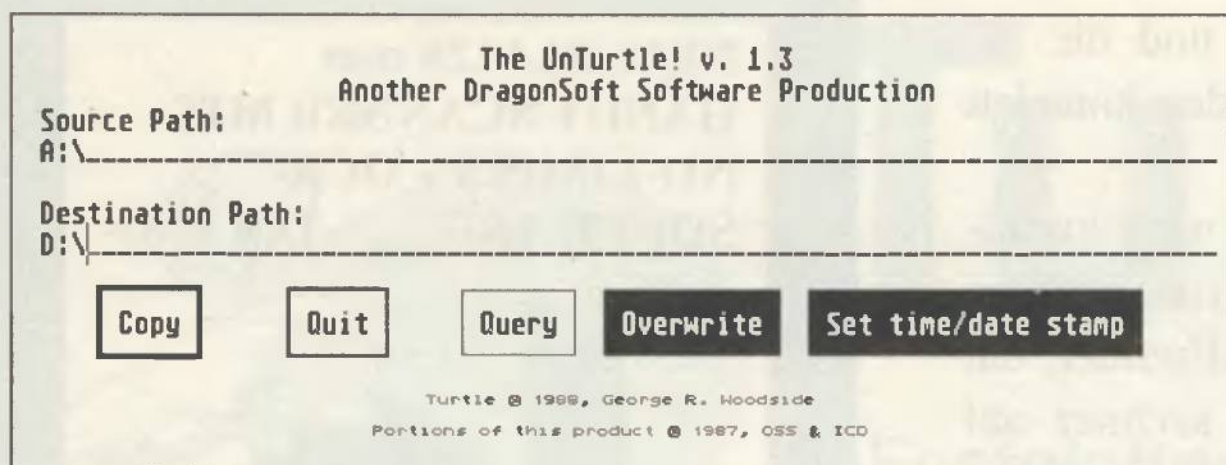 The UnTurtle! v. 1.3
Another DragonSoft Software Production
Source Path:
A:\
Destination Path:
D:\
Copy Quit Query Overwrite Set time/date stamp
Turtle © 1988, George R. Woodside
Portions of this product © 1987, OSS & ICD